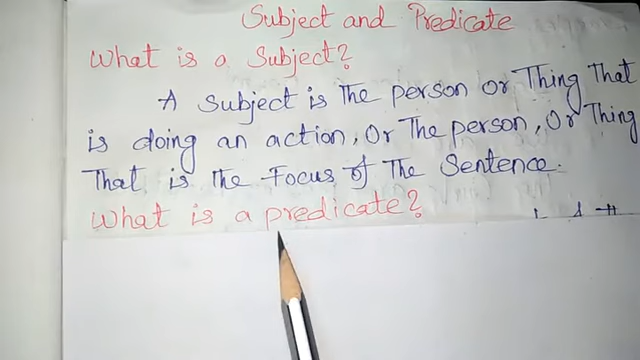 Subject and Predicate
What is a Subject?
A Subject is The person or Thing That
is doing an action, Or The person, Or Thing
That is the Focus of The Sentence.
What is a predicate?